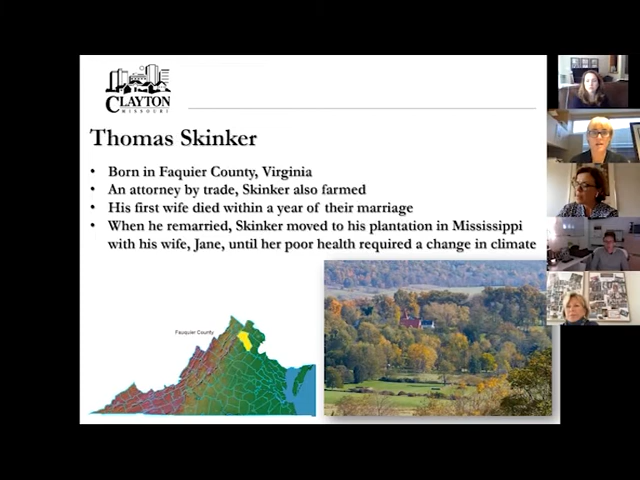 CLAYTON
MISSOURI
Thomas Skinker
• Born in Faquier County, Virginia
• An attorney by trade, Skinker also farmed
• His first wife died within a year of their marriage
• When he remarried, Skinker moved to his plantation in Mississippi
with his wife, Jane, until her poor health required a change in climate
Fauquier County